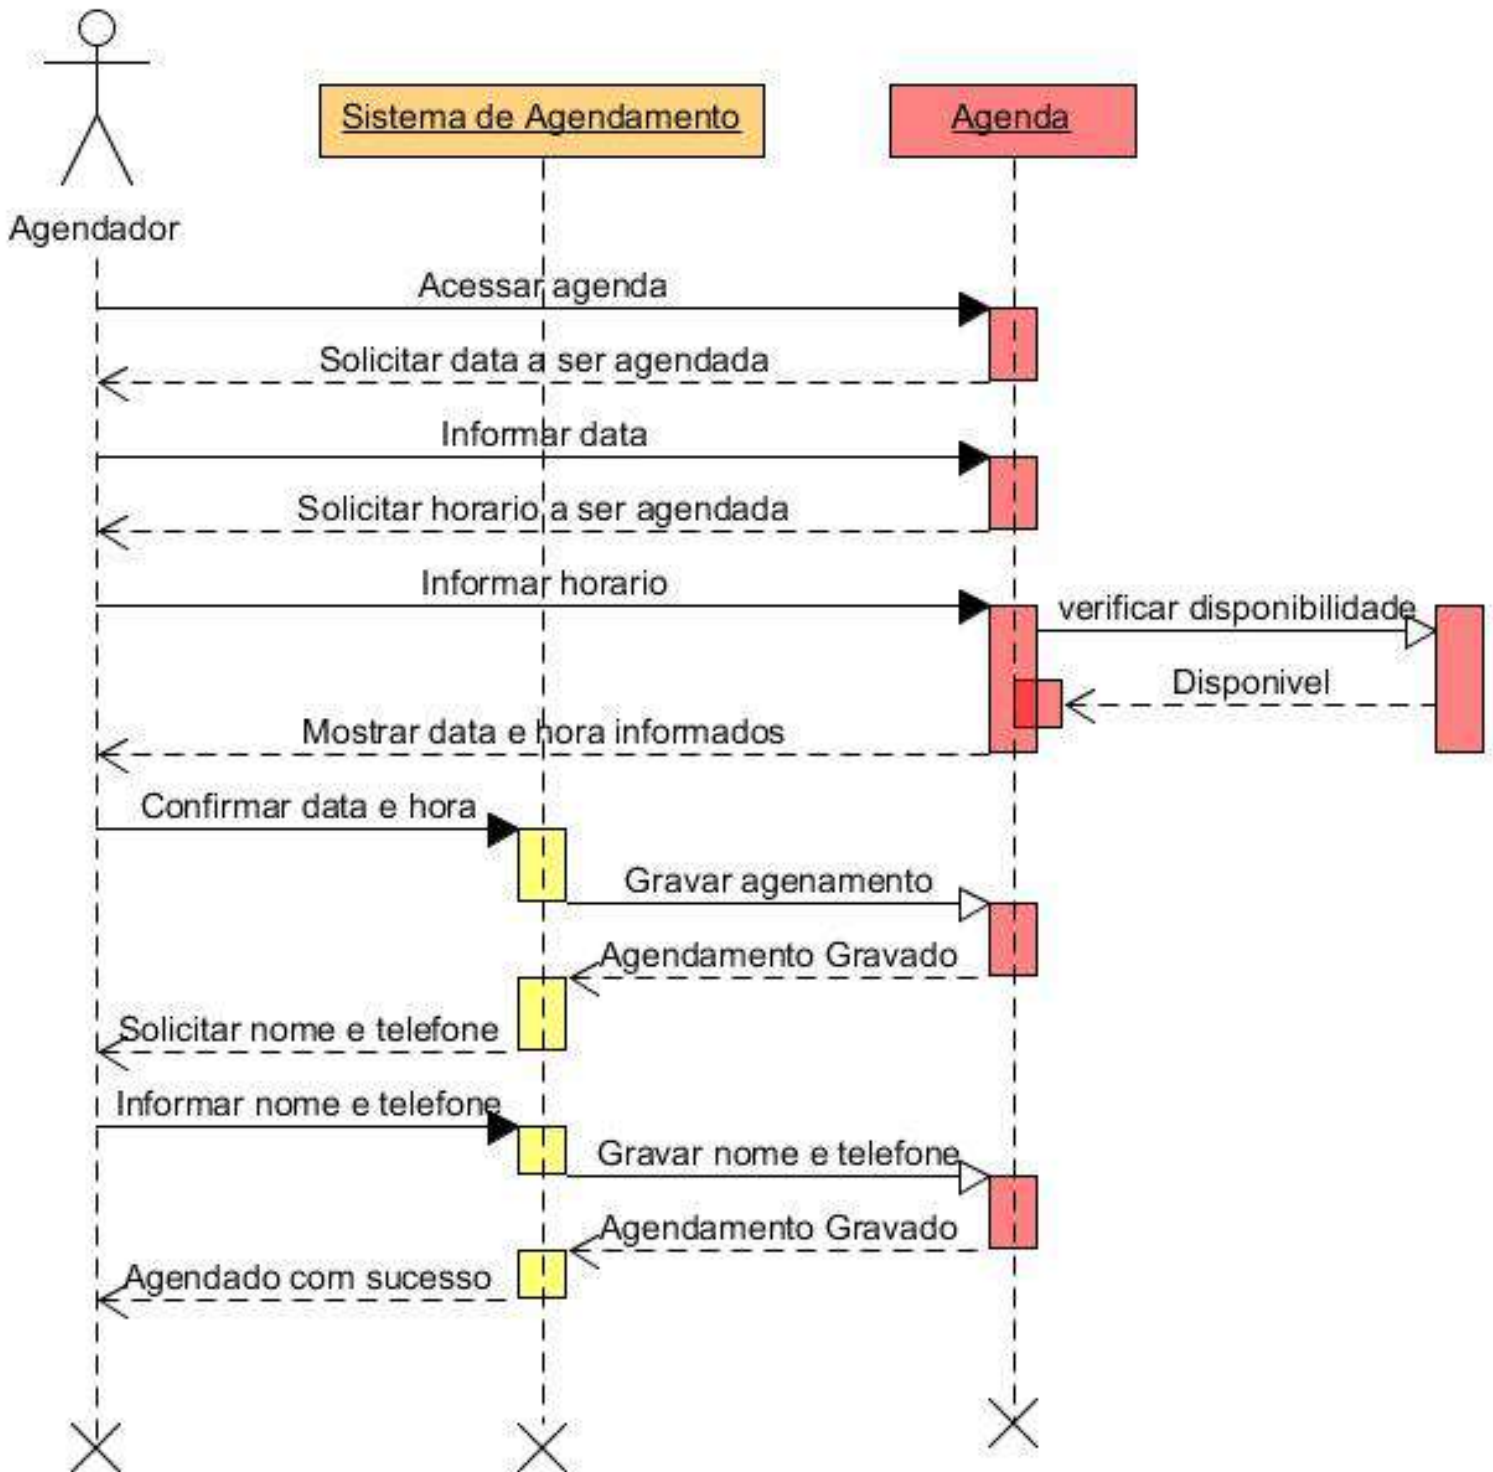 Sistema de Agendamento
Agenda
Agendador
Acessar agenda
Solicitar data a ser agendada
Informar data
Solicitar horario a ser agendada
Informar horario
verificar disponibilidade
Disponivel
Mostrar data e hora informados
Confirmar data e hora
Gravar agenamento
Agendamento Gravado
Solicitar nome e telefone
Informar nome e telefone
Gravar nome e telefone
Agendamento Gravado
Agendado com sucesso